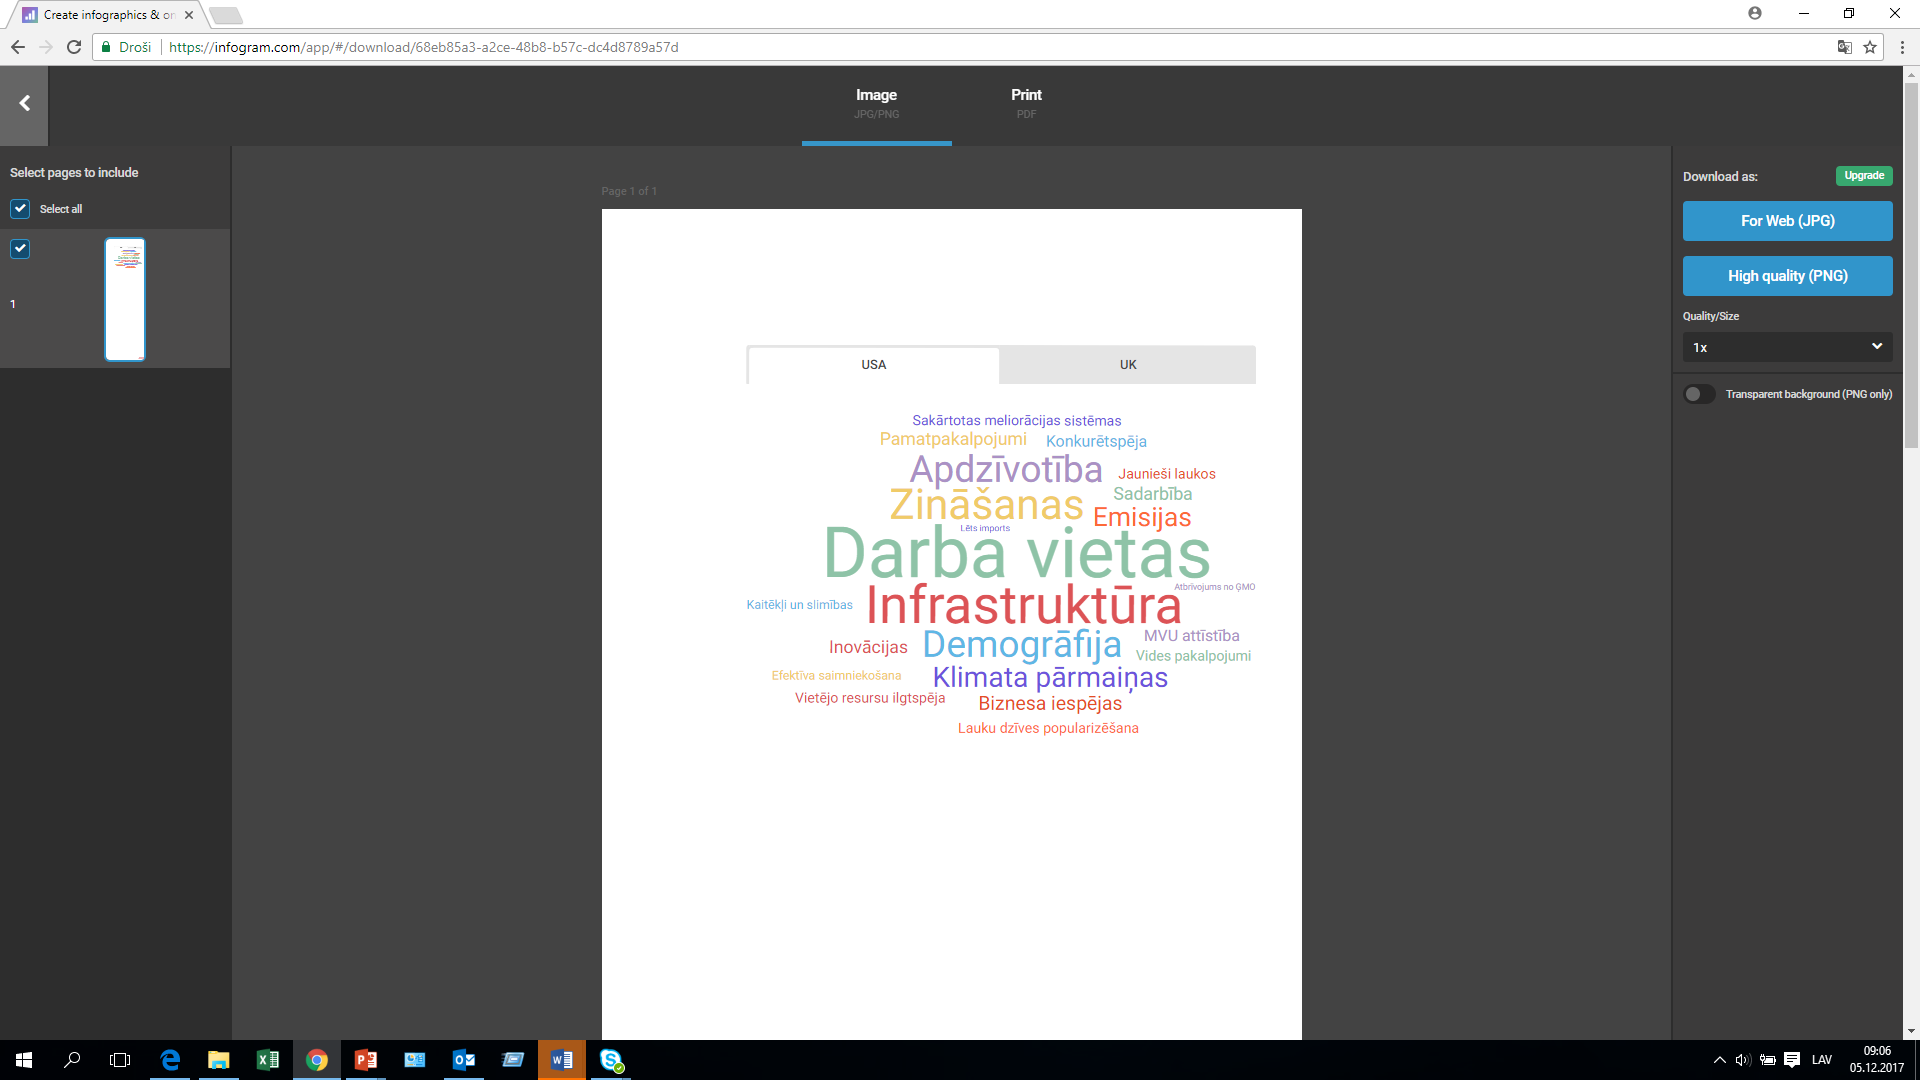 Create infographics & on
Droši
https://infogram.com/app/#/download/68eb85a3-a2ce-48b8-b57c-dc4d8789a57d
Image
JPG/PNG
Print
PDF
Select pages to include
Select all
1
Page 1 of 1
Download as:
Upgrade
For Web (JPG)
High quality (PNG)
Quality/Size
1x
Transparent background (PNG only)
USA
UK
Sakārtotas meliorācijas sistēmas
Pamatpakalpojumi
Konkurētspēja
Apdzīvotība
Jaunieši laukos
Zināšanas
Sadarbība
Emisijas
Lēts imports
Darba vietas
Atbrīvojums no ĢMO
Kaitēkļi un slimības
Infrastruktūra
Inovācijas
Demogrāfija
MVU attīstība
Vides pakalpojumi
Efektīva saimniekošana
Klimata pārmaiņas
Vietējo resursu ilgtspēja
Biznesa iespējas
Lauku dzīves popularizēšana
LAV
09:06
05.12.2017